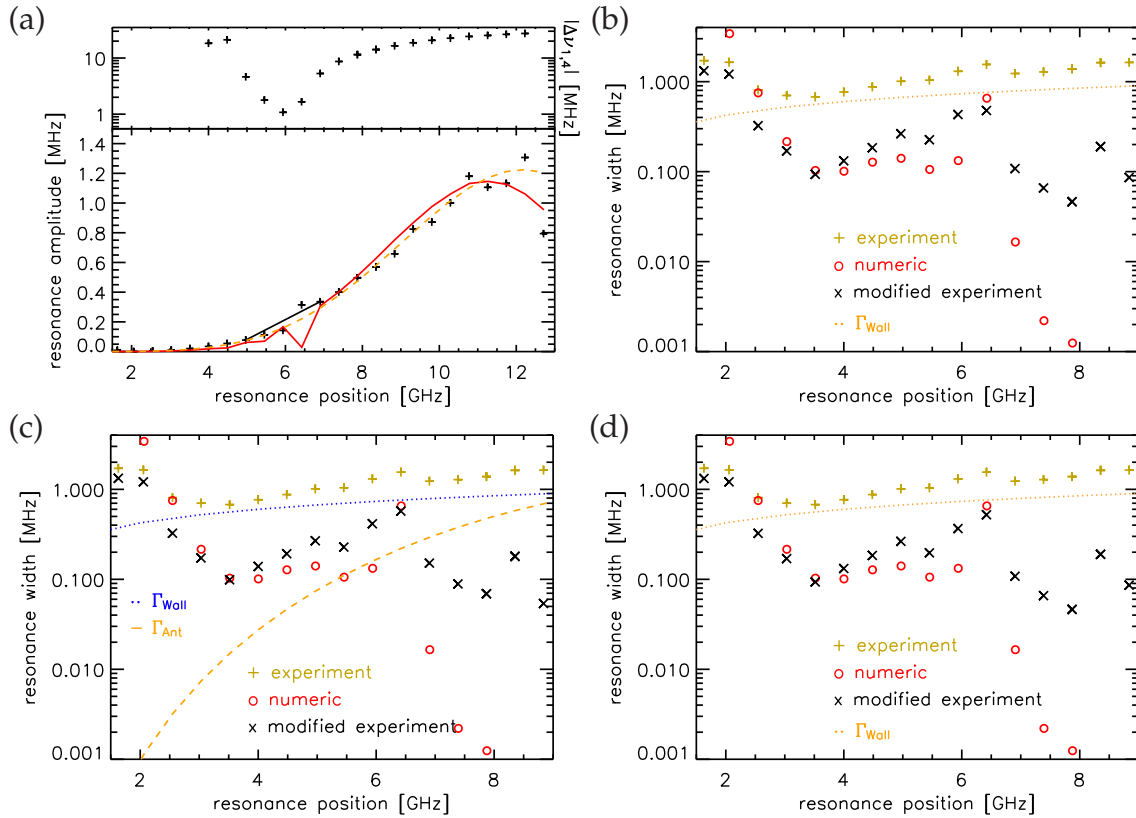 (a)
10
1
|Δν1,4| [MHz]
1.4
1.2
1.0
0.8
0.6
0.4
0.2
0.0
resonance amplitude [MHz]
2 4 6 8 10 12
resonance position [GHz]
(b)
1.000
0.100
0.010
0.001
resonance width [MHz]
+ experiment
o numeric
x modified experiment
ΓWall
2 4 6 8
resonance position [GHz]
(c)
1.000
0.100
0.010
0.001
resonance width [MHz]
ΓWall
ΓAnt
+ experiment
o numeric
x modified experiment
2 4 6 8
resonance position [GHz]
(d)
1.000
0.100
0.010
0.001
resonance width [MHz]
+ experiment
o numeric
x modified experiment
ΓWall
2 4 6 8
resonance position [GHz]